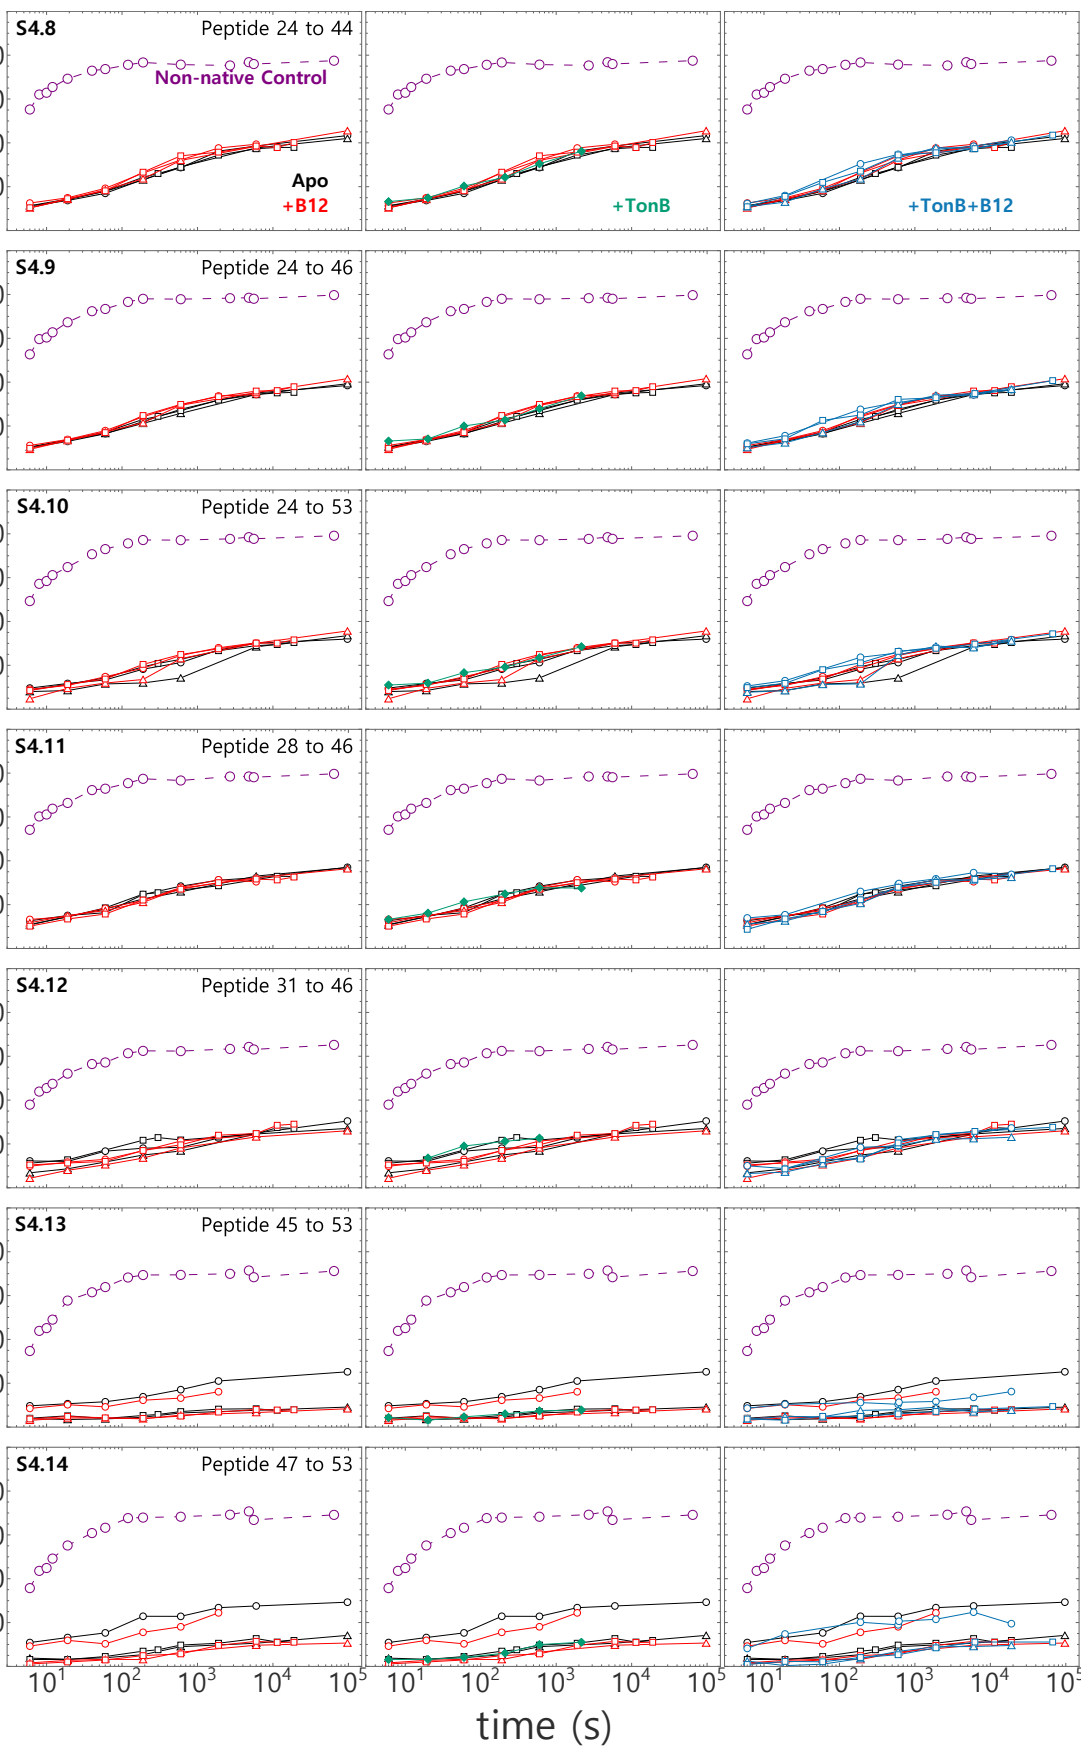 S4.8 Peptide 24 to 44
Non-native Control
Apo
+B12 +TonB +TonB+B12
S4.9 Peptide 24 to 46
S4.10 Peptide 24 to 53
S4.11 Peptide 28 to 46
S4.12 Peptide 31 to 46
S4.13 Peptide 45 to 53
S4.14 Peptide 47 to 53
10¹ 10² 10³ 10⁴ 10⁵ 10¹ 10² 10³ 10⁴ 10⁵ 10¹ 10² 10³ 10⁴ 10⁵
time (s)